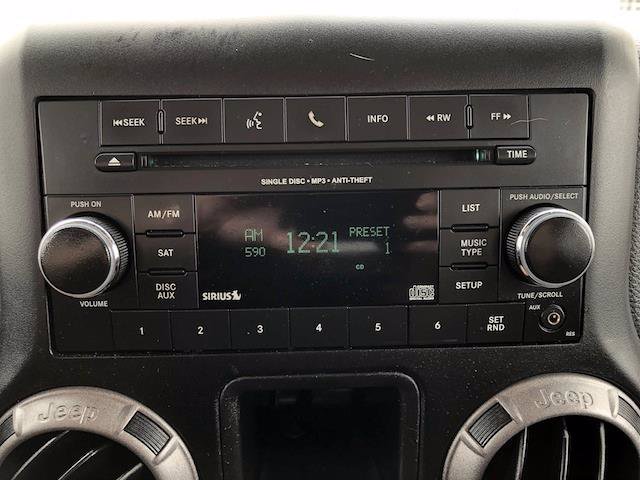 SEEK SEEK INFO RW FF
TIME
SINGLE DISC • MP3 • ANTI-THEFT
PUSH ON AM/FM LIST PUSH AUDIO/SELECT
AM 12:21 PRESET
590 1
SAT MUSIC TYPE
CD
DISC AUX SETUP
SIRIUS disc
VOLUME TUNE/SCROLL
1 2 3 4 5 6 SET RND AUX
RES
Jeep Jeep